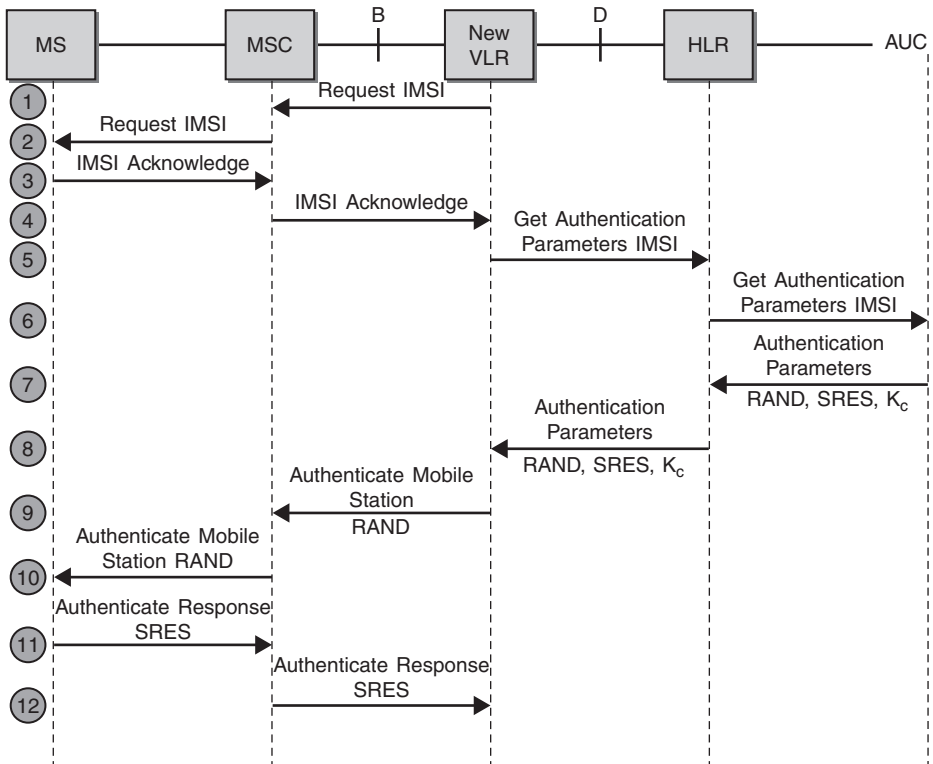 B
D
MS
MSC
New
VLR
HLR
AUC
1
Request IMSI
2
Request IMSI
3
IMSI Acknowledge
4
IMSI Acknowledge
5
Get Authentication
Parameters IMSI
6
Get Authentication
Parameters IMSI
7
Authentication
Parameters
RAND, SRES, Kc
8
Authentication
Parameters
RAND, SRES, Kc
9
Authenticate Mobile
Station
RAND
10
Authenticate Mobile
Station RAND
11
Authenticate Response
SRES
12
Authenticate Response
SRES